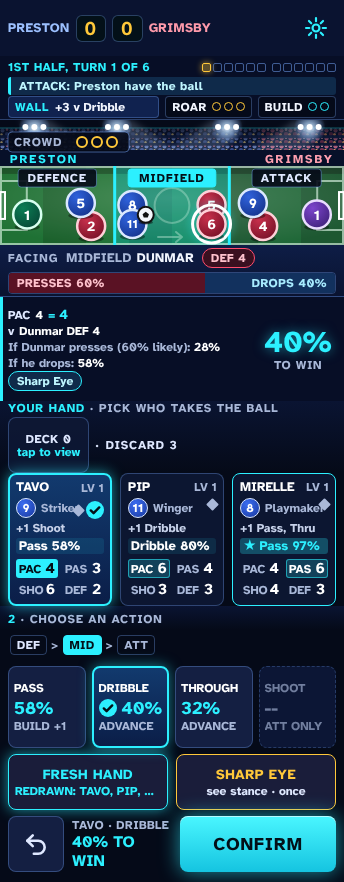 PRESTON 0 0 GRIMSBY
1ST HALF, TURN 1 OF 6
ATTACK: Preston have the ball
WALL +3 v Dribble
ROAR
BUILD
CROWD
PRESTON GRIMSBY
DEFENCE MIDFIELD ATTACK
1 5 2 8 11 5 6 9 4 1
FACING MIDFIELD DUNMAR DEF 4
PRESSES 60% DROPS 40%
PAC 4 = 4
v Dunmar DEF 4
If Dunmar presses (60% likely): 28%
If he drops: 58%
Sharp Eye
40%
TO WIN
YOUR HAND · PICK WHO TAKES THE BALL
DECK 0
tap to view
· DISCARD 3
TAVO LV 1
9 Strike
+1 Shoot
Pass 58%
PAC 4 PAS 3
SHO 6 DEF 2
PIP LV 1
11 Winger
+1 Dribble
Dribble 80%
PAC 6 PAS 4
SHO 3 DEF 3
MIRELLE LV 1
8 Playmaker
+1 Pass, Thru
★ Pass 97%
PAC 4 PAS 6
SHO 4 DEF 3
2 · CHOOSE AN ACTION
DEF > MID > ATT
PASS
58%
BUILD +1
DRIBBLE
40%
ADVANCE
THROUGH
32%
ADVANCE
SHOOT
--
ATT ONLY
FRESH HAND
REDRAWN: TAVO, PIP, ...
SHARP EYE
see stance · once
TAVO · DRIBBLE
40% TO
WIN
CONFIRM